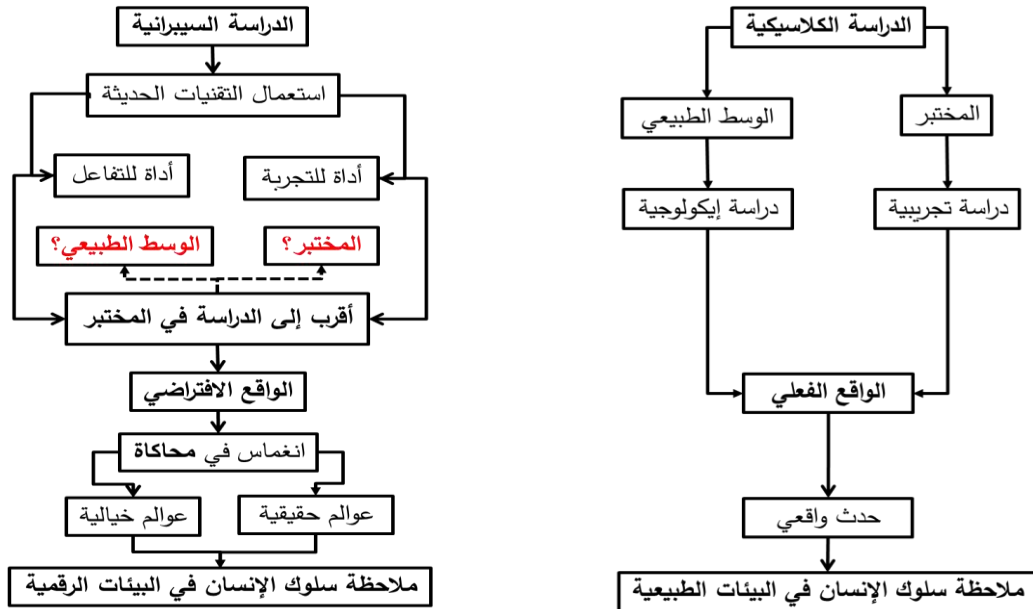 الدراسة الكلاسيكية
المختبر
الوسط الطبيعي
دراسة تجريبية
دراسة إيكولوجية
الواقع الفعلي
حدث واقعي
ملاحظة سلوك الإنسان في البيئات الطبيعية
الدراسة السيبرانية
استعمال التقنيات الحديثة
أداة للتجربة
أداة للتفاعل
المختبر؟
الوسط الطبيعي؟
أقرب إلى الدراسة في المختبر
الواقع الافتراضي
انغماس في محاكاة
عوالم حقيقية
عوالم خيالية
ملاحظة سلوك الإنسان في البيئات الرقمية